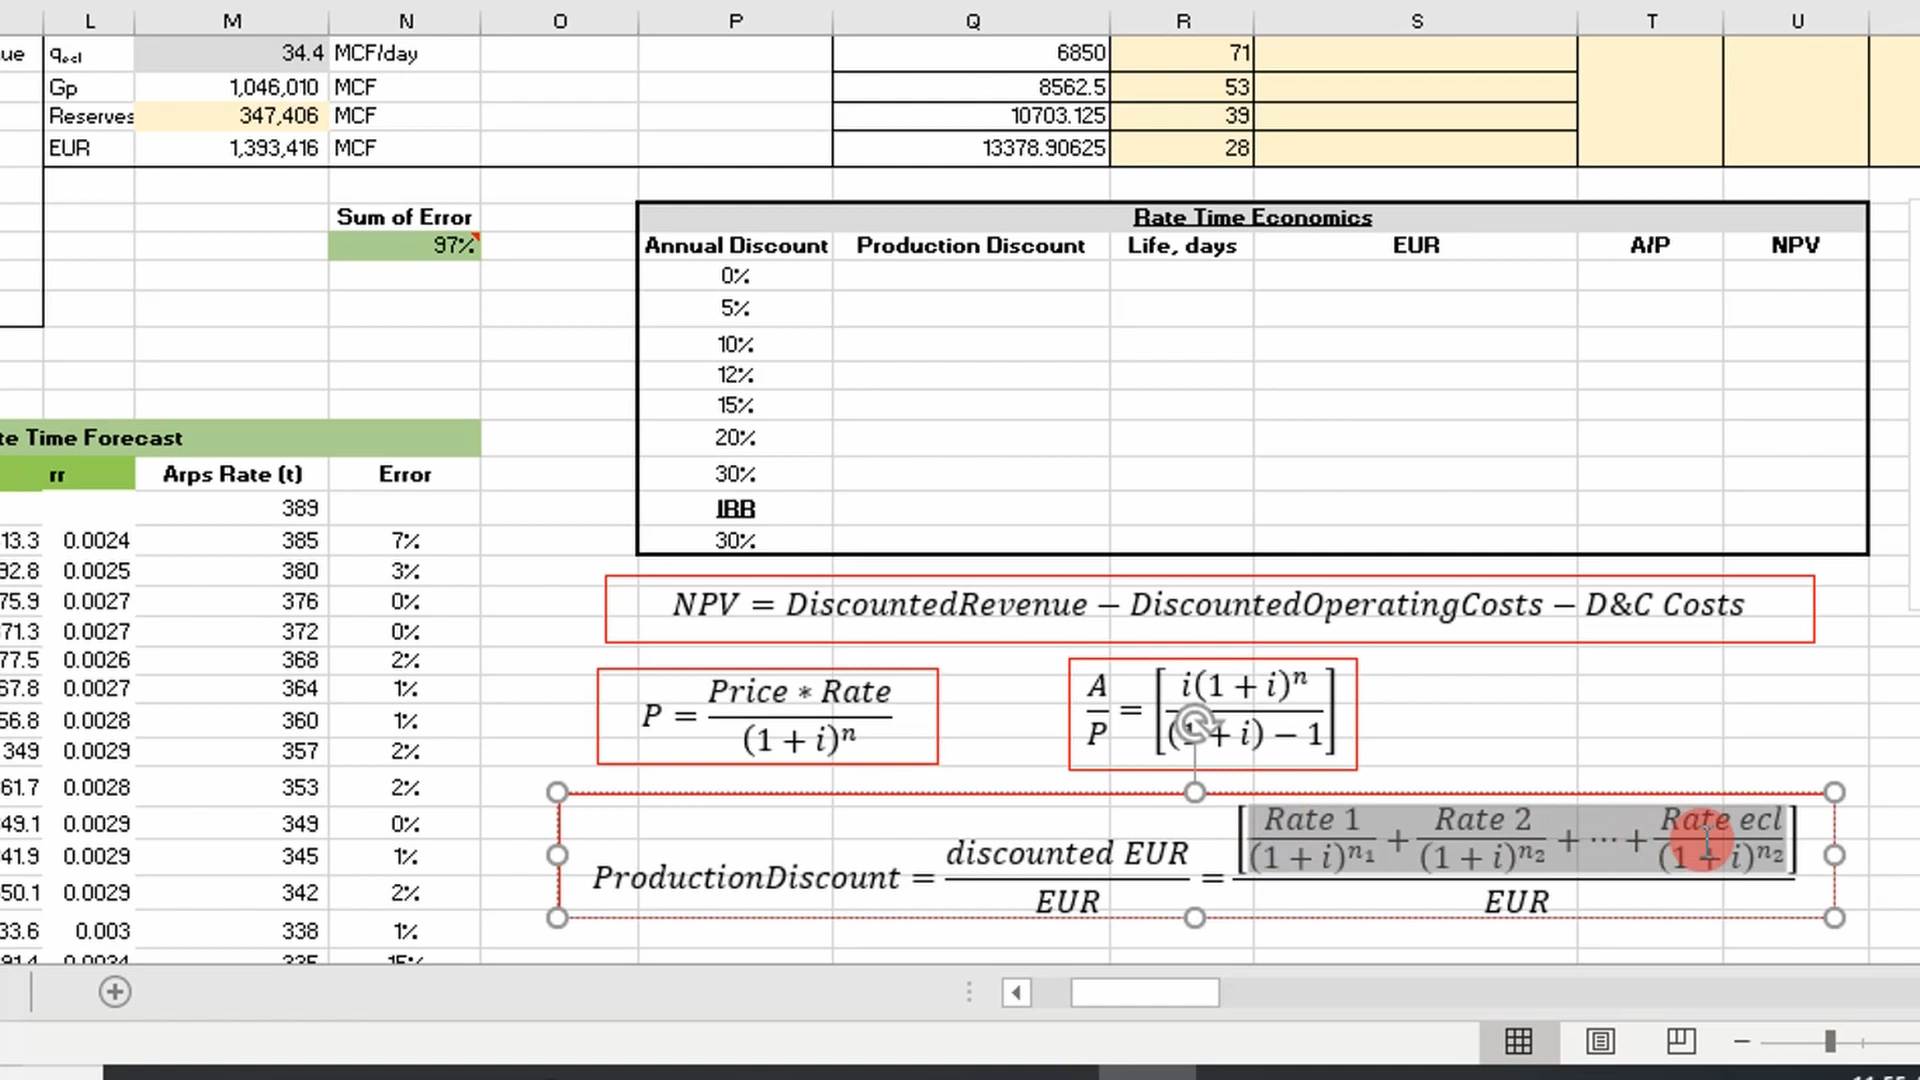 L M N O P Q R S T U
ue qecl 34.4 MCF/day 6850 71
Gp 1,046,010 MCF 8562.5 53
Reserves 347,406 MCF 10703.125 39
EUR 1,393,416 MCF 13378.90625 28
Sum of Error Rate Time Economics
97% Annual Discount Production Discount Life, days EUR A/P NPV
0%
5%
10%
12%
15%
te Time Forecast 20%
rr Arps Rate (t) Error 30%
389 IRR
13.3 0.0024 385 7% 30%
92.8 0.0025 380 3%
75.9 0.0027 376 0% NPV = DiscountedRevenue − DiscountedOperatingCosts − D&C Costs
71.3 0.0027 372 0%
77.5 0.0026 368 2%
67.8 0.0027 364 1%
56.8 0.0028 360 1%
349 0.0029 357 2%
P = Price * Rate / (1 + i)^n
A/P = [i(1 + i)^n / (1 + i) − 1]
61.7 0.0028 353 2%
49.1 0.0029 349 0%
41.9 0.0029 345 1%
50.1 0.0029 342 2%
33.6 0.003 338 1%
ProductionDiscount = discounted EUR / EUR = [Rate 1 / (1 + i)^n₁ + Rate 2 / (1 + i)^n₂ + ⋯ + Rate ecl / (1 + i)^n₂] / EUR